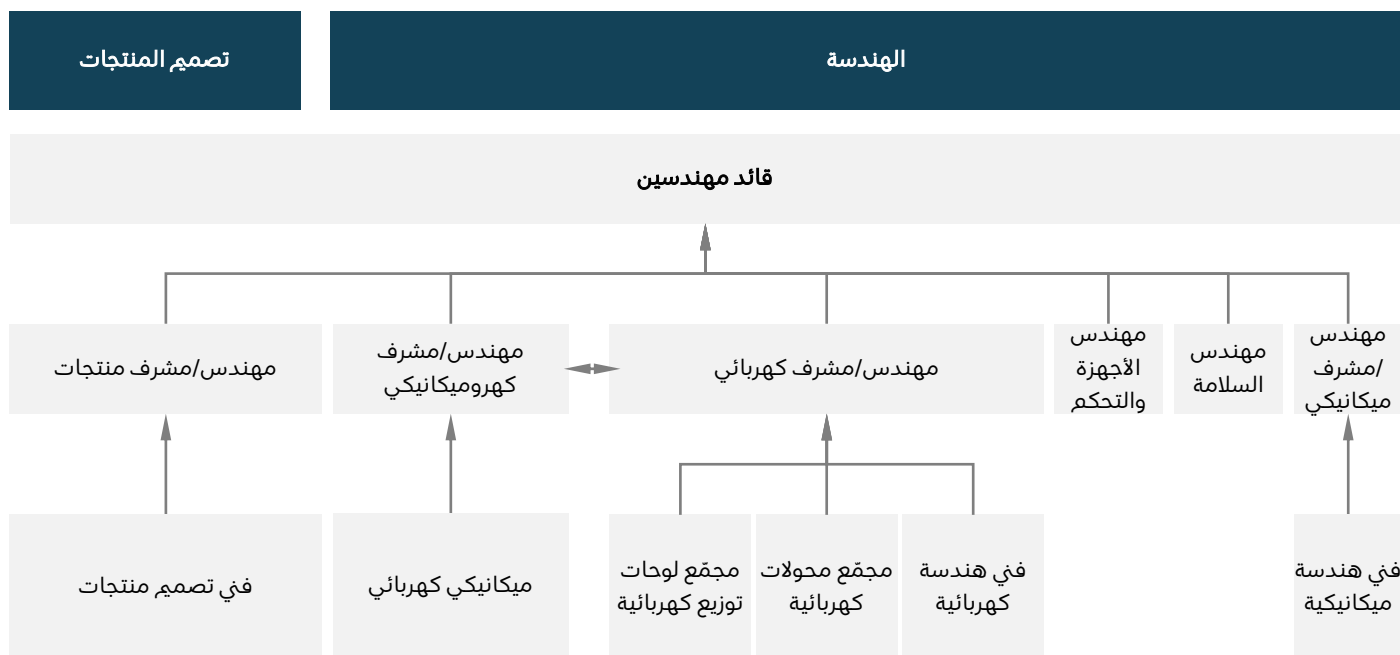 الهندسة
تصميم المنتجات
قائد مهندسين
مهندس
/مشرف
ميكانيكي
مهندس
السلامة
مهندس
الأجهزة
والتحكم
مهندس/مشرف كهربائي
مهندس/مشرف
كهروميكانيكي
مهندس/مشرف منتجات
فني هندسة
ميكانيكية
فني هندسة
كهربائية
مجمّع محولات
كهربائية
مجمّع لوحات
توزيع كهربائية
ميكانيكي كهربائي
فني تصميم منتجات